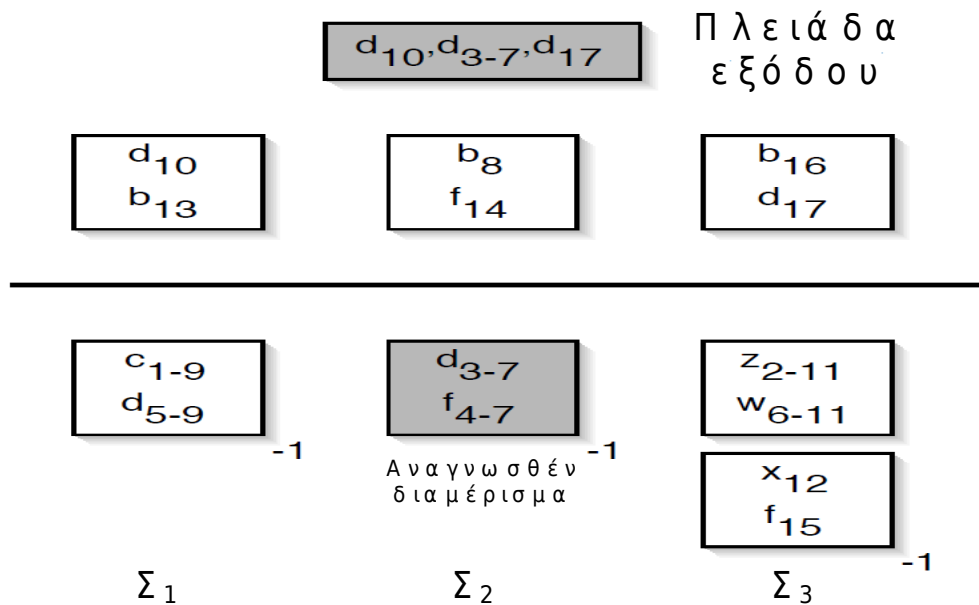 d10,d3-7,d17
Πλειάδα
εξόδου
d10
b13
b8
f14
b16
d17
c1-9
d5-9
-1
d3-7
f4-7
-1
Αναγνωσθέν
διαμέρισμα
z2-11
w6-11
x12
f15
-1
Σ1
Σ2
Σ3